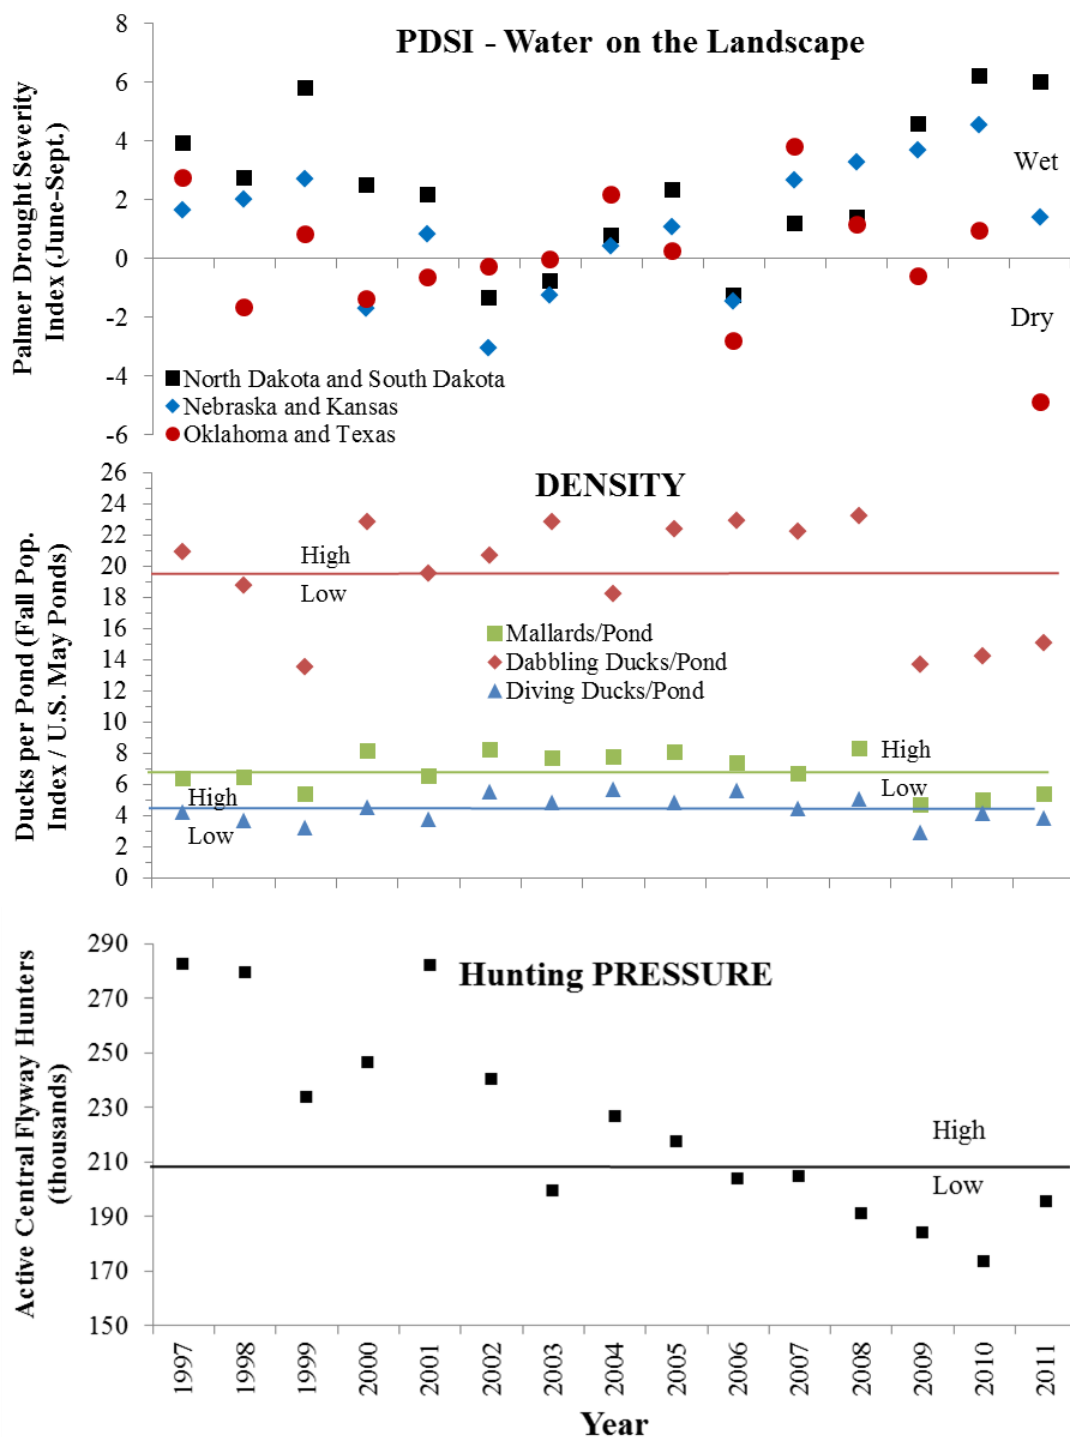 PDSI - Water on the Landscape
Palmer Drought Severity
Index (June-Sept.)
8
6
4
2
0
-2
-4
-6
Wet
Dry
North Dakota and South Dakota
Nebraska and Kansas
Oklahoma and Texas
DENSITY
Ducks per Pond (Fall Pop.
Index / U.S. May Ponds)
26
24
22
20
18
16
14
12
10
8
6
4
2
0
High
Low
Mallards/Pond
Dabbling Ducks/Pond
Diving Ducks/Pond
High
Low
High
Low
Hunting PRESSURE
Active Central Flyway Hunters
(thousands)
290
270
250
230
210
190
170
150
High
Low
1997 1998 1999 2000 2001 2002 2003 2004 2005 2006 2007 2008 2009 2010 2011
Year